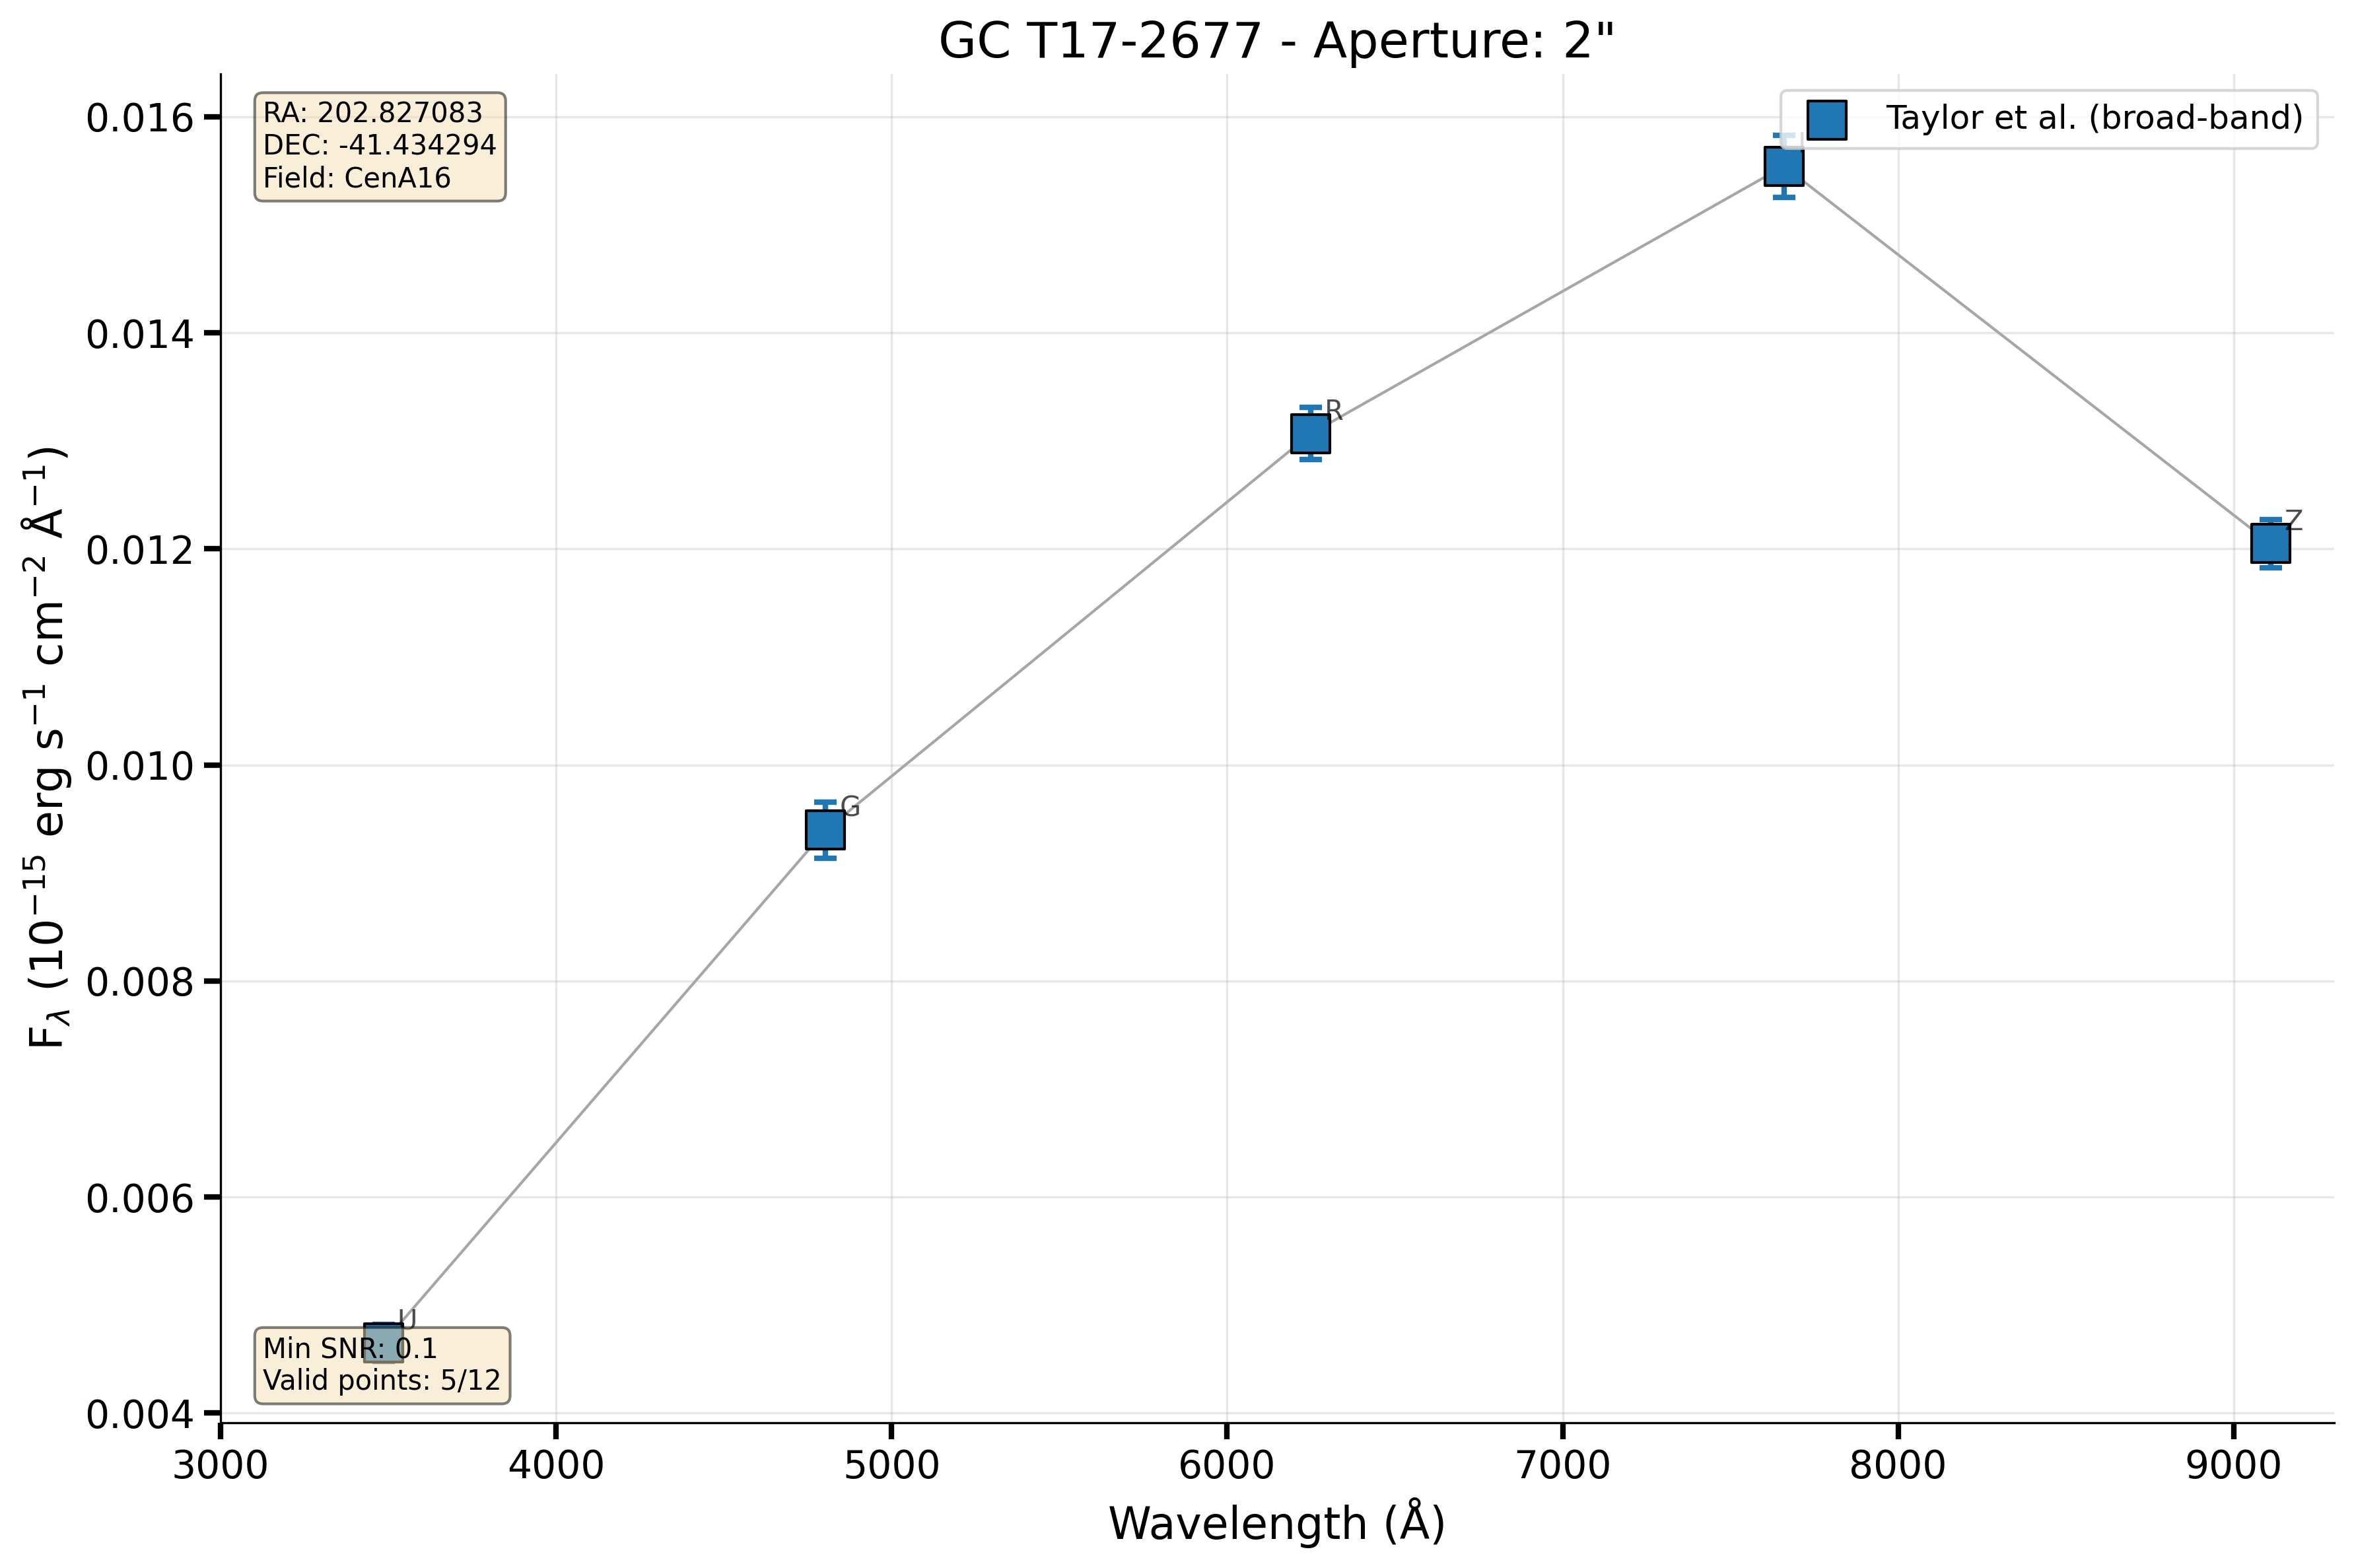 GC T17-2677 - Aperture: 2"
RA: 202.827083
DEC: -41.434294
Field: CenA16
Taylor et al. (broad-band)
0.016
0.014
0.012
0.010
0.008
0.006
0.004
F_λ (10⁻¹⁵ erg s⁻¹ cm⁻² Å⁻¹)
I
R
Z
G
U
Min SNR: 0.1
Valid points: 5/12
3000 4000 5000 6000 7000 8000 9000
Wavelength (Å)